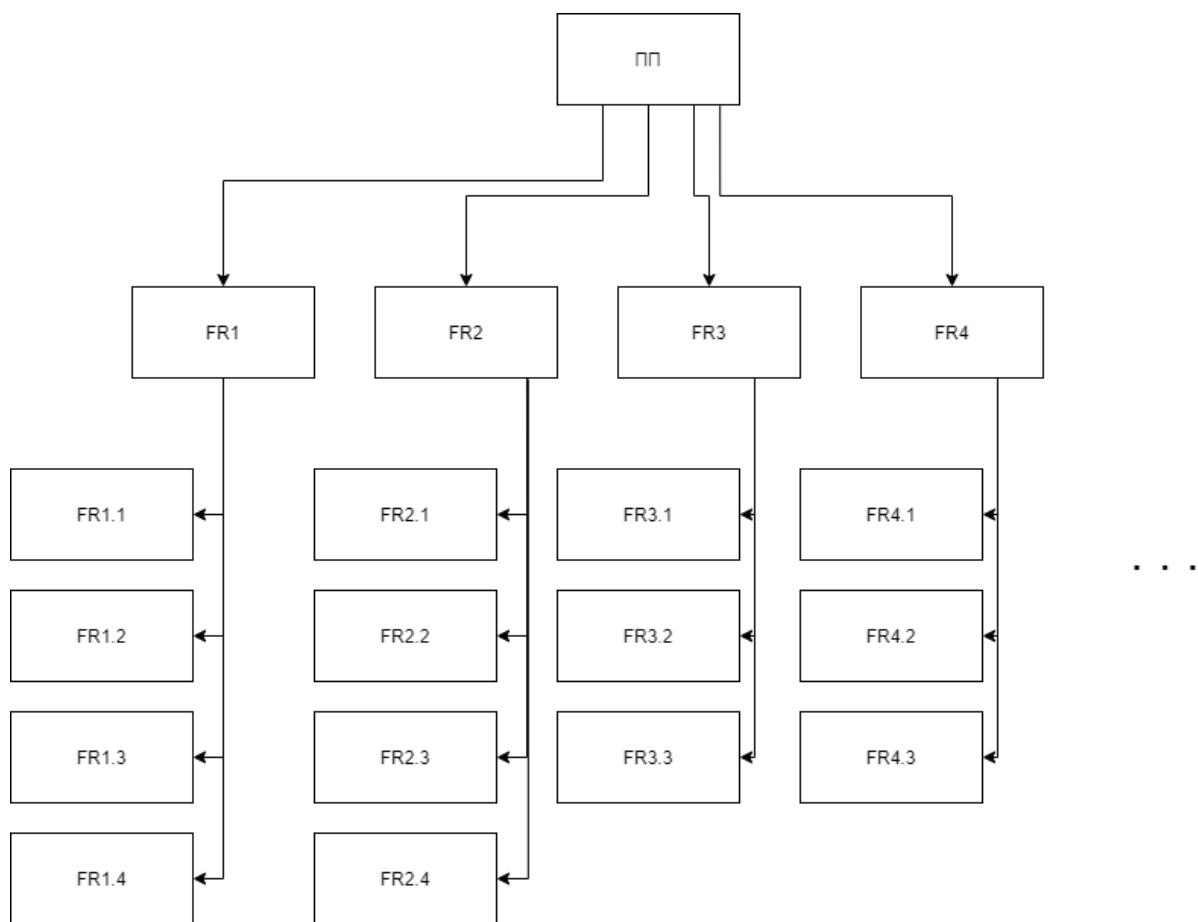 ПП
FR1
FR2
FR3
FR4
FR1.1
FR2.1
FR3.1
FR4.1
. . .
FR1.2
FR2.2
FR3.2
FR4.2
FR1.3
FR2.3
FR3.3
FR4.3
FR1.4
FR2.4